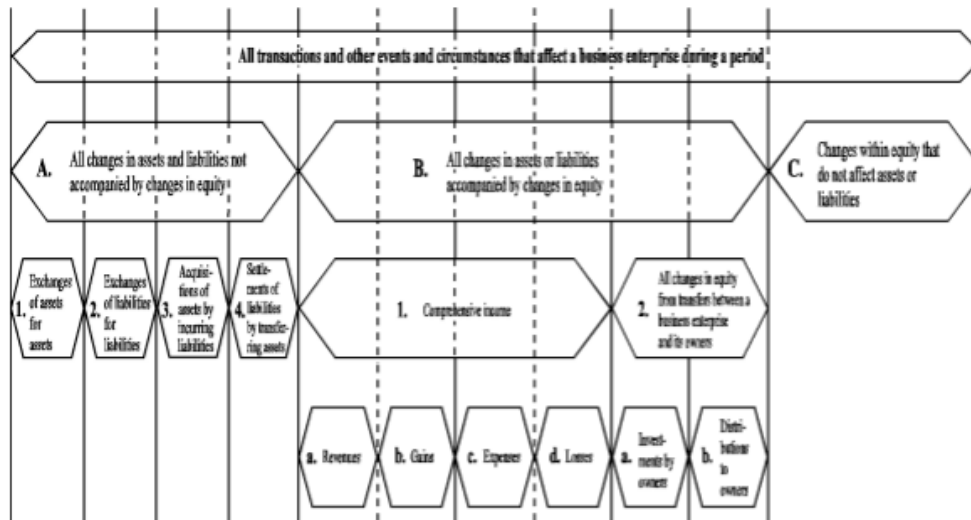 All transactions and other events and circumstances that affect a business enterprise during a period
A. All changes in assets and liabilities not
accompanied by changes in equity
B. All changes in assets or liabilities
accompanied by changes in equity
C. Changes within equity that
do not affect assets or
liabilities
1. Exchanges
of assets
for
assets
2. Exchanges
of liabilities
for
liabilities
3. Acquisi-
tions of
assets by
incurring
liabilities
4. Settle-
ments of
liabilities
by transfer-
ring assets
1. Comprehensive income
2. All changes in equity
from transfers between a
business enterprise
and its owners
a. Revenues
b. Gains
c. Expenses
d. Losses
a. Invest-
ments by
owners
b. Distri-
butions to
owners